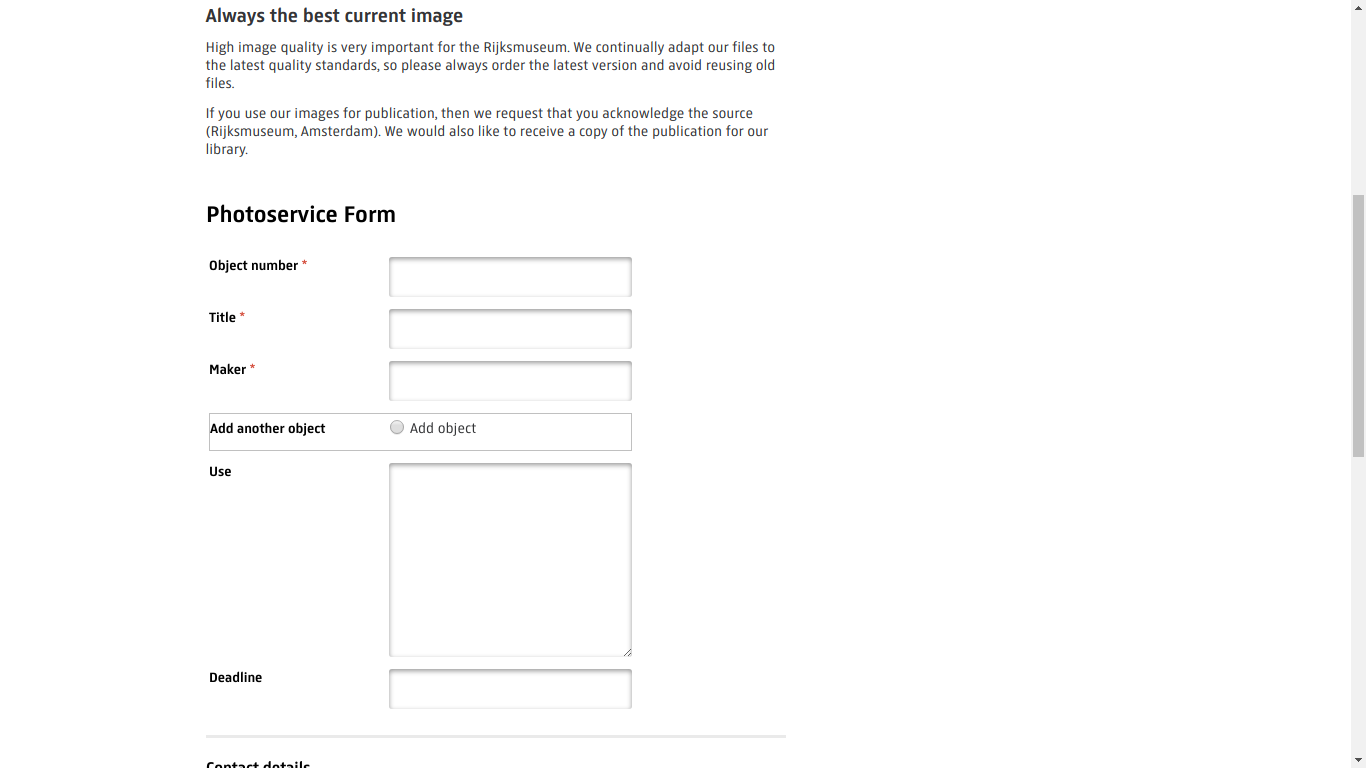 Always the best current image
High image quality is very important for the Rijksmuseum. We continually adapt our files to
the latest quality standards, so please always order the latest version and avoid reusing old
files.
If you use our images for publication, then we request that you acknowledge the source
(Rijksmuseum, Amsterdam). We would also like to receive a copy of the publication for our
library.
Photoservice Form
Object number *
Title *
Maker *
Add another object Add object
Use
Deadline
Contact details